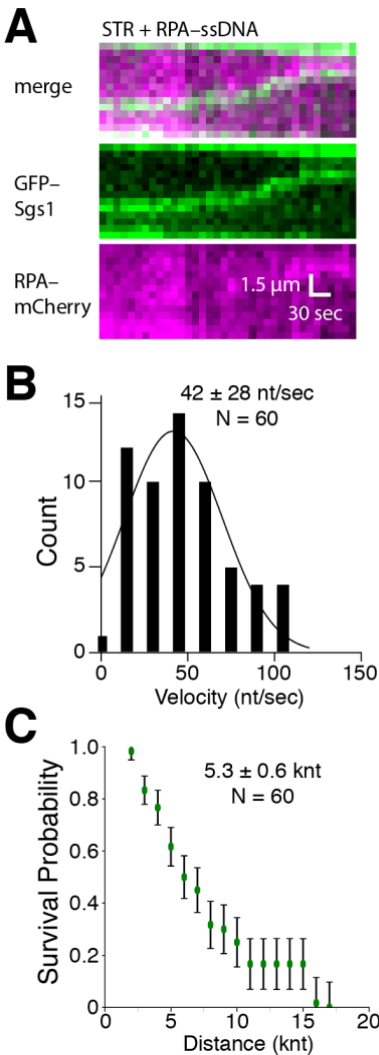 A
STR + RPA–ssDNA
merge
GFP–
Sgs1
RPA–
mCherry
1.5 µm
30 sec
B
42 ± 28 nt/sec
N = 60
15
10
5
0
Count
0
50
100
150
Velocity (nt/sec)
C
5.3 ± 0.6 knt
N = 60
1.0
0.8
0.6
0.4
0.2
0
Survival Probability
0
5
10
15
20
Distance (knt)